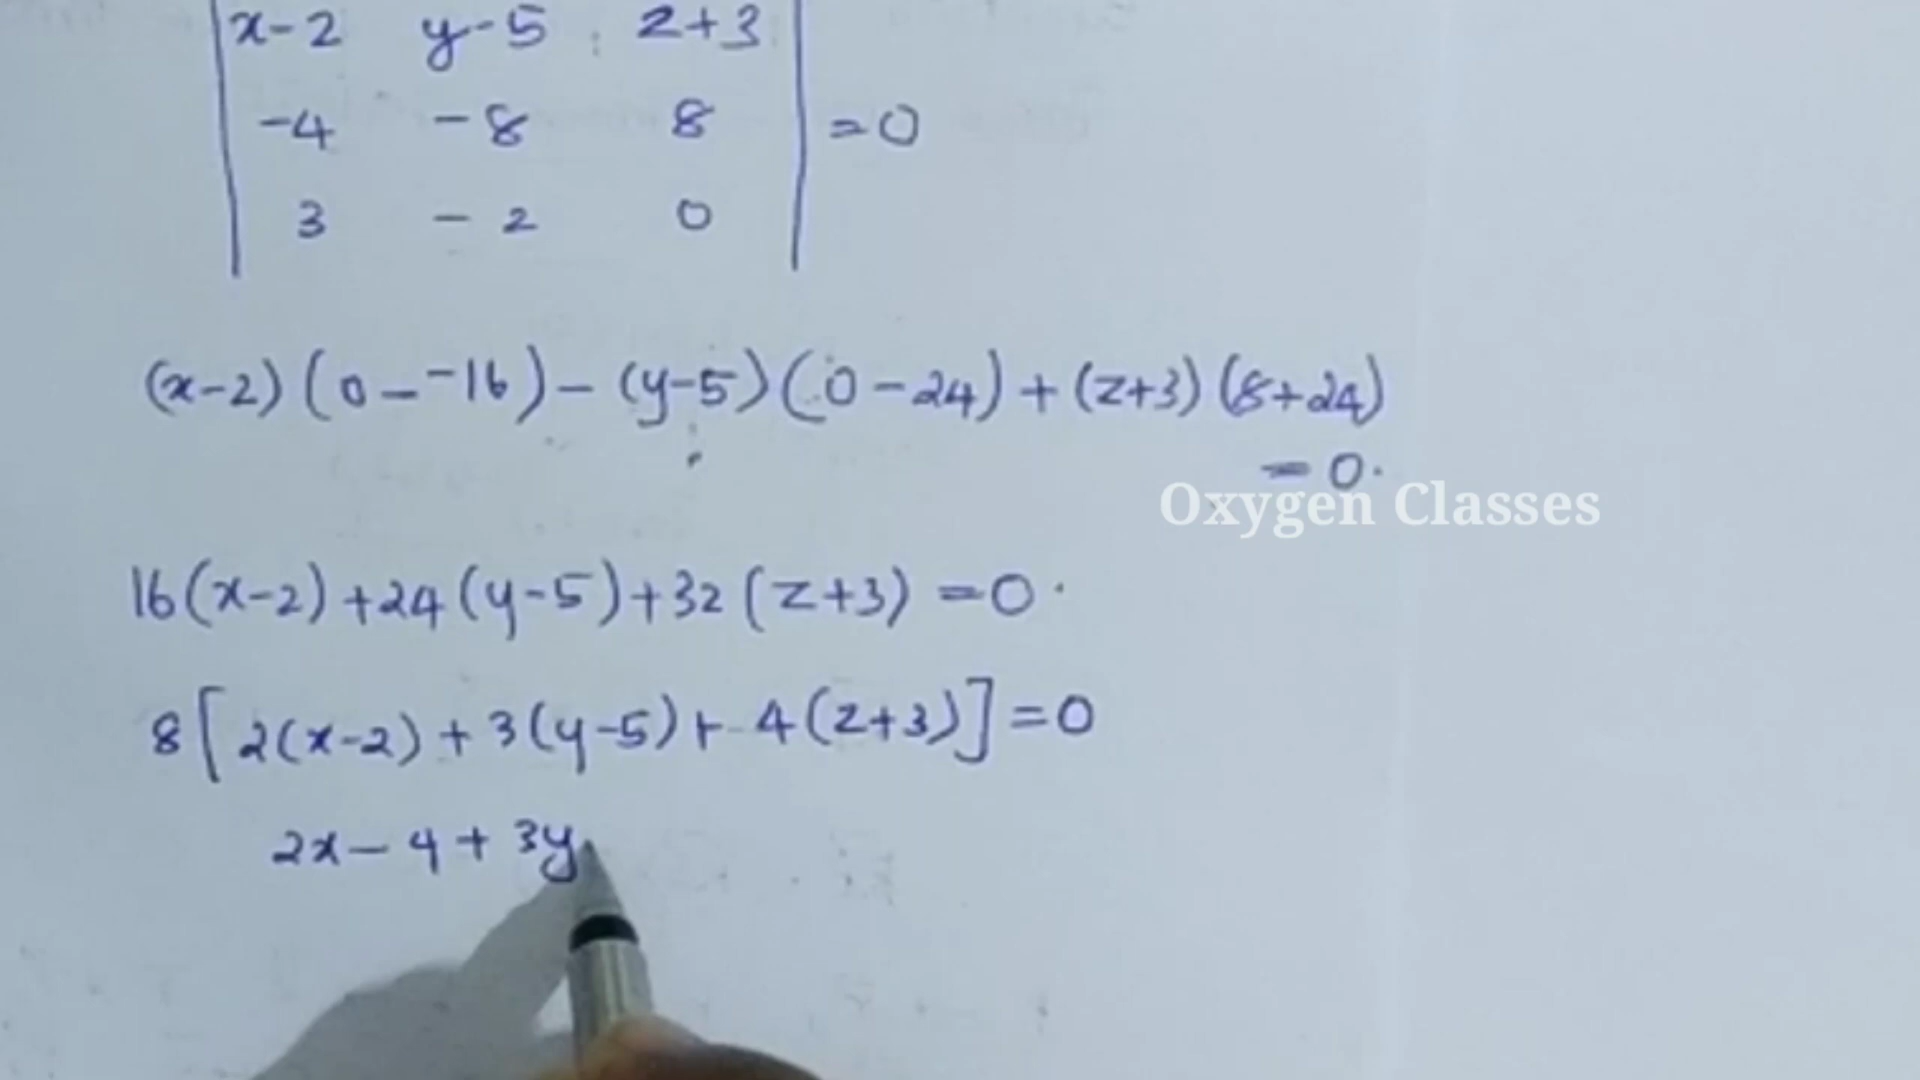 x-2 y-5 z+3
-4 -8 8 =0
3 -2 0
(x-2)(0--16)-(y-5)(0-24)+(z+3)(8+24)
=0.
Oxygen Classes
16(x-2)+24(y-5)+32(z+3)=0.
8[2(x-2)+3(y-5)+4(z+3)]=0
2x-4+3y